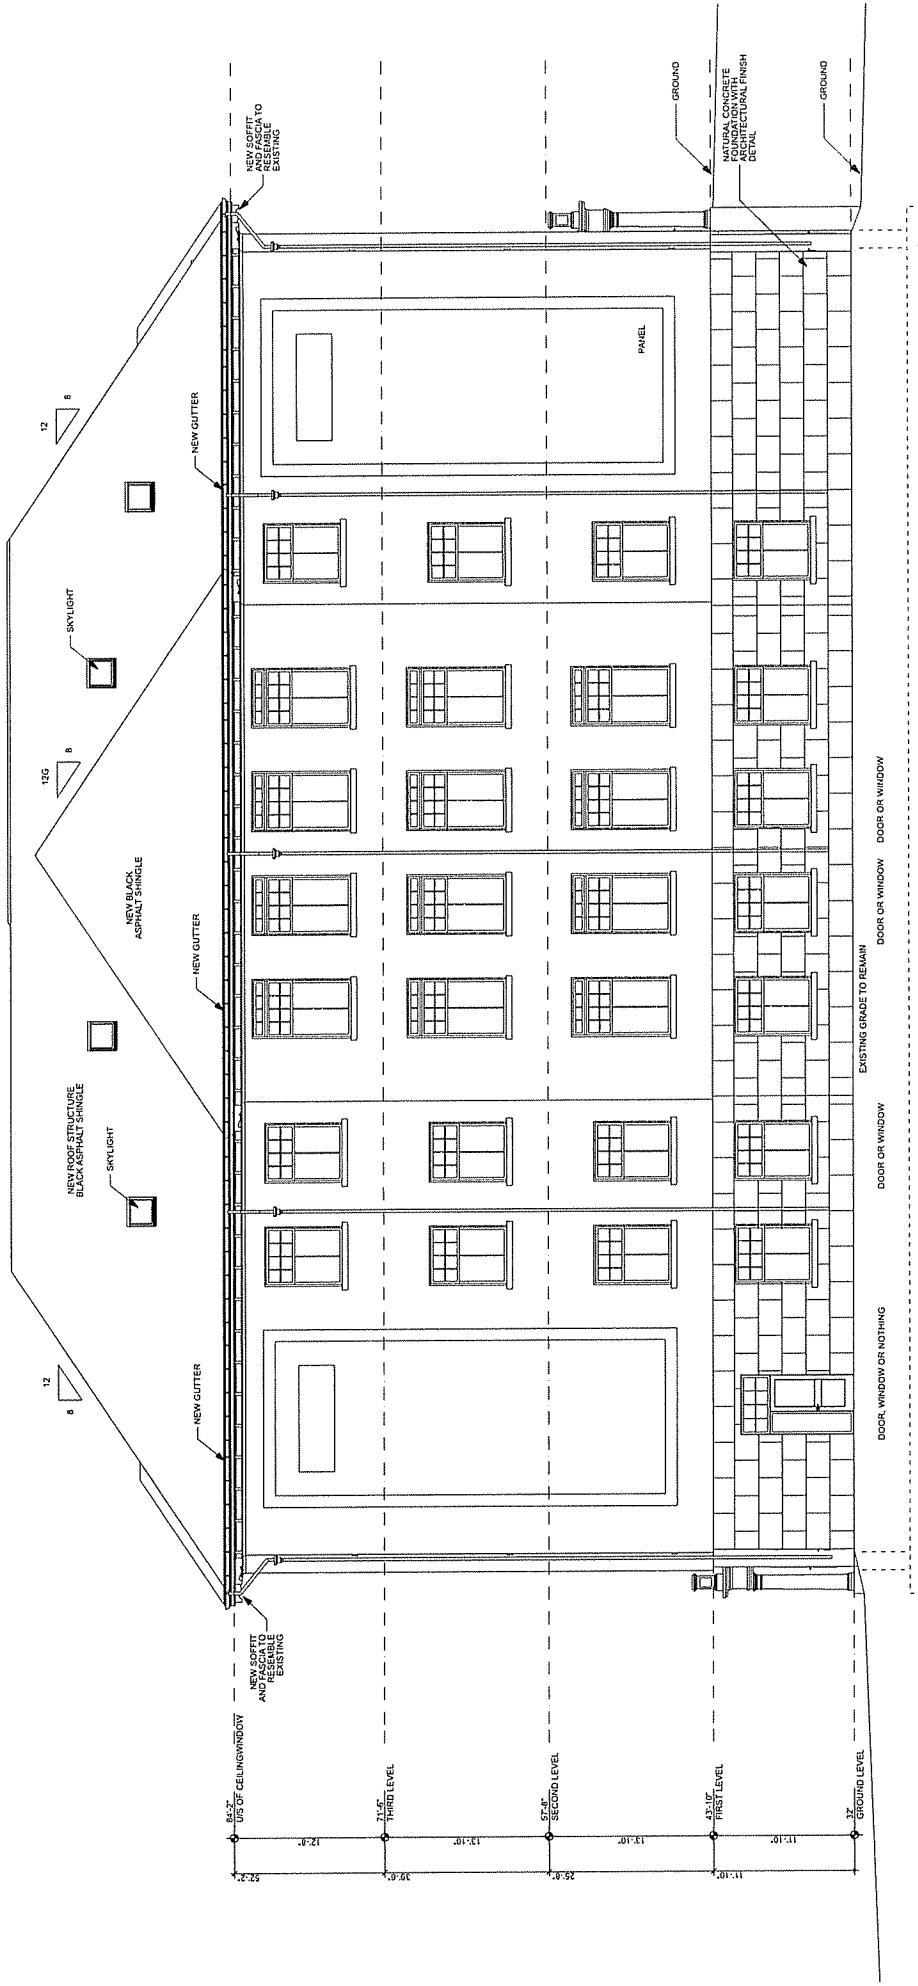 12
8
12G
8
12
8
NEW ROOF STRUCTURE
BLACK ASPHALT SHINGLE
SKYLIGHT
NEW BLACK
ASPHALT SHINGLE
SKYLIGHT
NEW GUTTER
NEW GUTTER
NEW GUTTER
NEW SOFFIT
AND FASCIA TO
RESEMBLE
EXISTING
NEW SOFFIT
AND FASCIA TO
RESEMBLE
EXISTING
84'-2"
U/S OF CEILINGWINDOW
71'-6"
THIRD LEVEL
57'-8"
SECOND LEVEL
43'-10"
FIRST LEVEL
32'
GROUND LEVEL
12'-8"
13'-10"
13'-10"
11'-10"
52'-2"
39'-6"
25'-8"
11'-10"
PANEL
GROUND
NATURAL CONCRETE
FOUNDATION WITH
ARCHITECTURAL FINISH
DETAIL
GROUND
EXISTING GRADE TO REMAIN
DOOR, WINDOW OR NOTHING
DOOR OR WINDOW
DOOR OR WINDOW
DOOR OR WINDOW